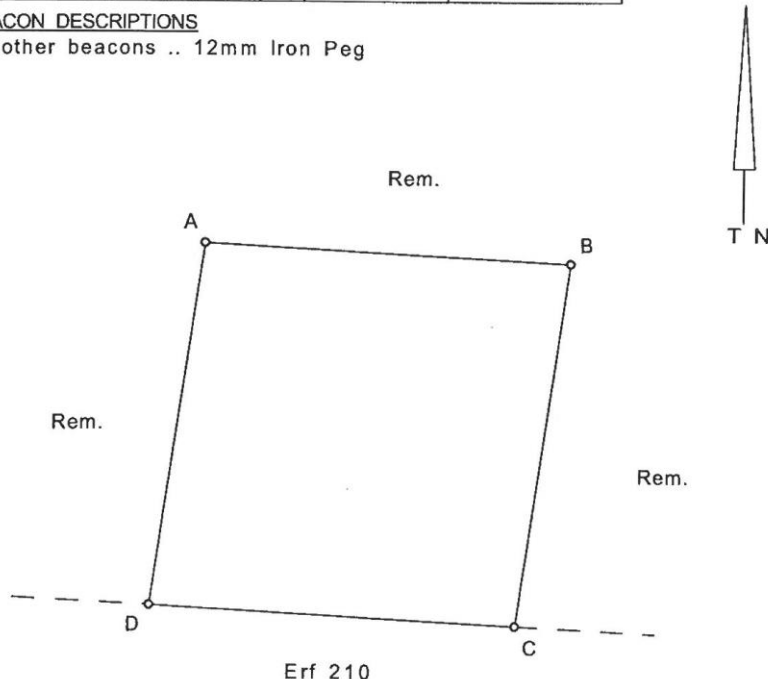 ACON DESCRIPTIONS
other beacons .. 12mm Iron Peg
Rem.
A
B
T N
Rem.
Rem.
D
C
Erf 210